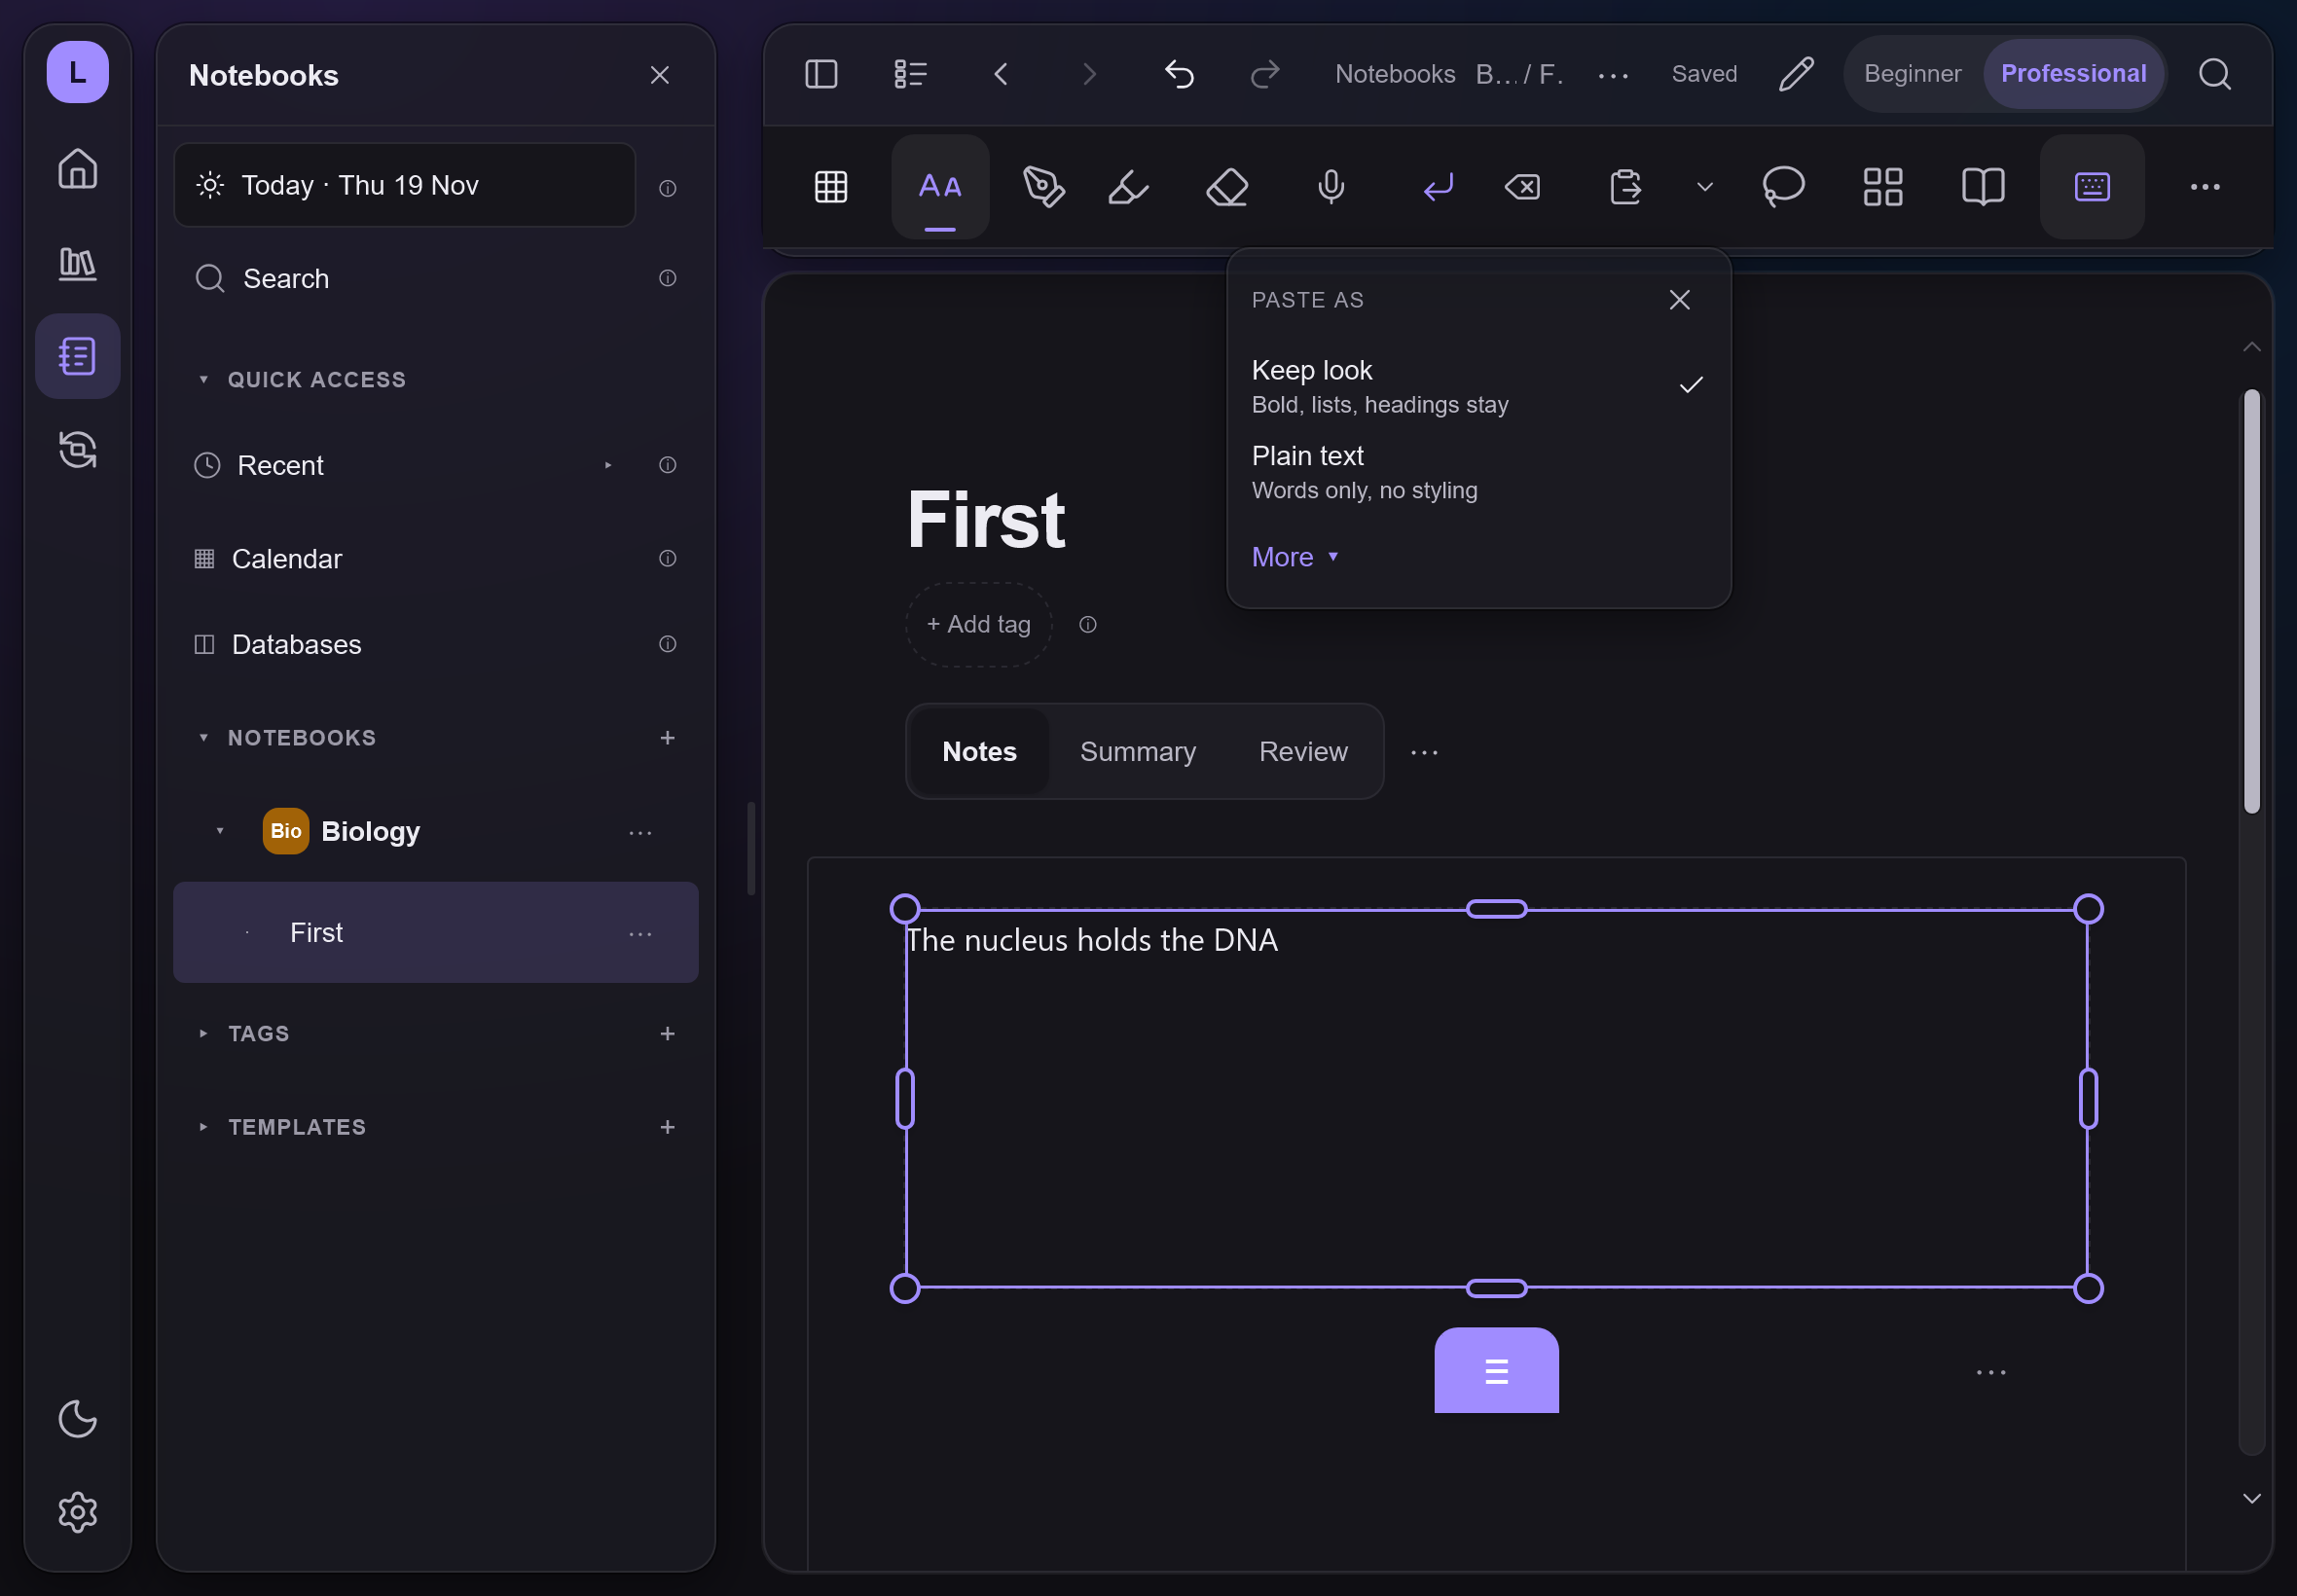 L
Notebooks
Today · Thu 19 Nov
Search
QUICK ACCESS
Recent
Calendar
Databases
NOTEBOOKS
Bio Biology
First
TAGS
TEMPLATES
Notebooks B... / F. ... Saved Beginner Professional
AA
PASTE AS
Keep look
Bold, lists, headings stay
Plain text
Words only, no styling
More
First
+ Add tag
Notes Summary Review
The nucleus holds the DNA